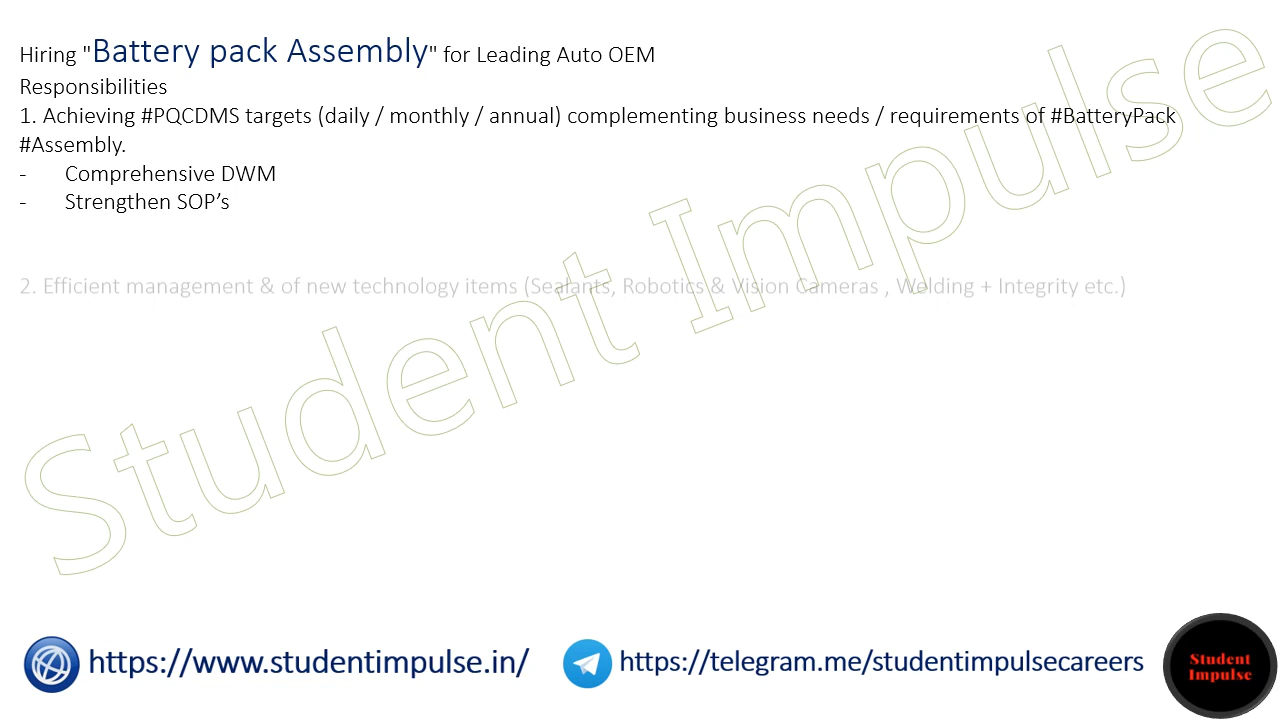 Hiring "Battery pack Assembly" for Leading Auto OEM
Responsibilities
1. Achieving #PQCDMS targets (daily / monthly / annual) complementing business needs / requirements of #BatteryPack
#Assembly.
- Comprehensive DWM
- Strengthen SOP’s
2. Efficient management & of new technology items (Sealants, Robotics & Vision Cameras , Welding + Integrity etc.)
Student Impulse
https://www.studentimpulse.in/
https://telegram.me/studentimpulsecareers
Student
Impulse